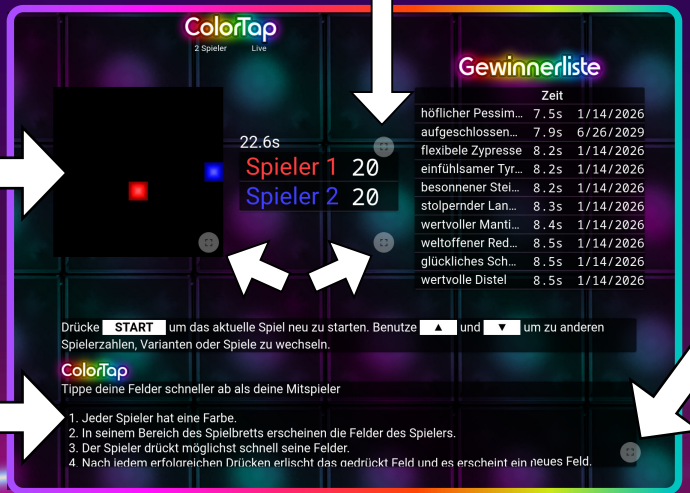 ColorTap
2 Spieler Live
Gewinnerliste
Zeit
höflicher Pessim... 7.5s 1/14/2026
aufgeschlossen... 7.9s 6/26/2029
flexibele Zypresse 8.2s 1/14/2026
einfühlsamer Tyr... 8.2s 1/14/2026
besonnener Stei... 8.2s 1/14/2026
stolpernder Lan... 8.3s 1/14/2026
wertvoller Manti... 8.4s 1/14/2026
weltoffener Red... 8.5s 1/14/2026
glückliches Sch... 8.5s 1/14/2026
wertvolle Distel 8.5s 1/14/2026
22.6s
Spieler 1 20
Spieler 2 20
Drücke START um das aktuelle Spiel neu zu starten. Benutze ▲ und ▼ um zu anderen
Spielerzahlen, Varianten oder Spiele zu wechseln.
ColorTap
Tippe deine Felder schneller ab als deine Mitspieler
1. Jeder Spieler hat eine Farbe.
2. In seinem Bereich des Spielbretts erscheinen die Felder des Spielers.
3. Der Spieler drückt möglichst schnell seine Felder.
4. Nach jedem erfolgreichen Drücken erlischt das gedrückt Feld und es erscheint ein neues Feld.